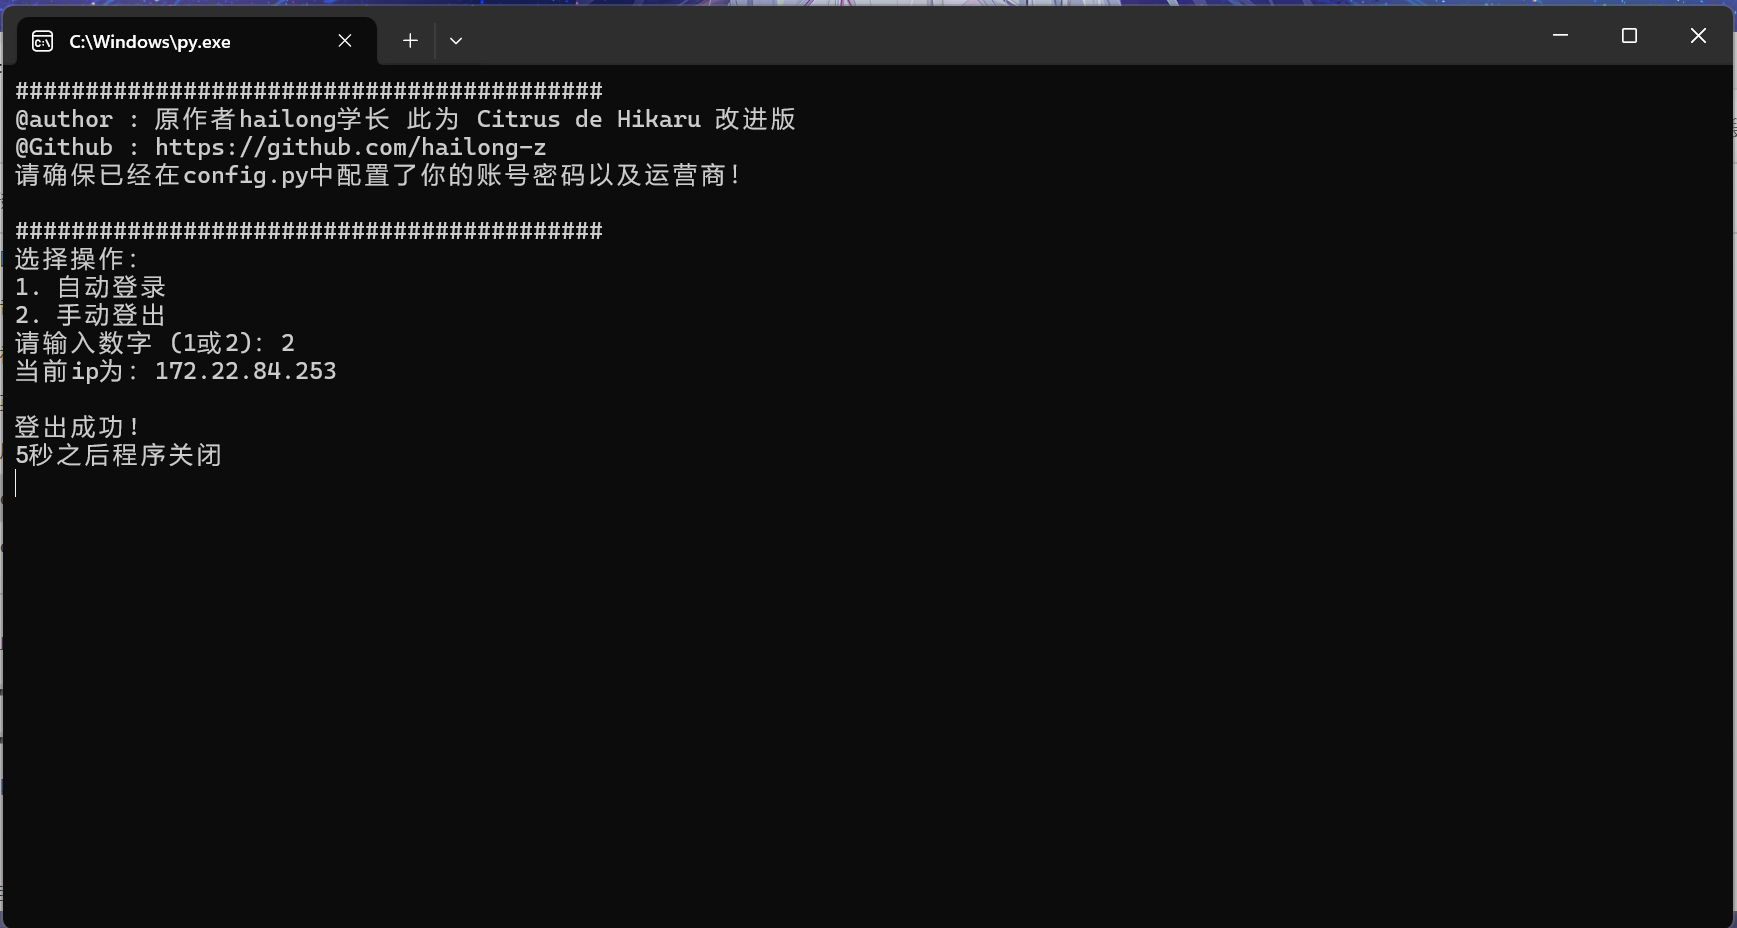 C:\Windows\py.exe
##########################################
@author : 原作者hailong学长 此为 Citrus de Hikaru 改进版
@Github : https://github.com/hailong-z
请确保已经在config.py中配置了你的账号密码以及运营商!
##########################################
选择操作:
1. 自动登录
2. 手动登出
请输入数字 (1或2): 2
当前ip为: 172.22.84.253
登出成功!
5秒之后程序关闭